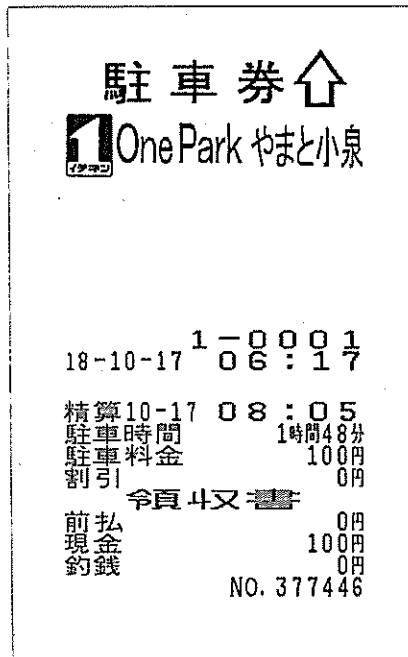 駐車券
1 One Park やまと小泉
イチネン
1-0001
18-10-17 06:17
精算10-17 08:05
駐車時間 1時間48分
駐車料金 100円
割引 0円
領収書
前払 0円
現金 100円
釣銭 0円
NO.377446